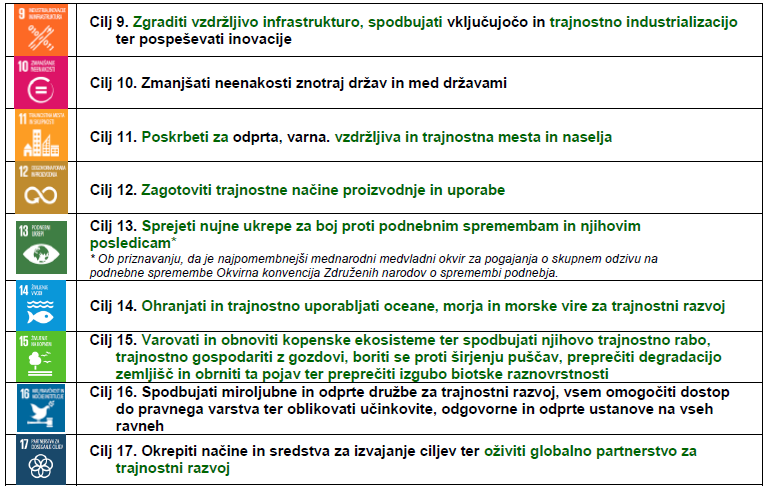 9 INDUSTRIJA, INOVACIJE
IN INFRASTRUKTURA
Cilj 9. Zgraditi vzdržljivo infrastrukturo, spodbujati vključujočo in trajnostno industrializacijo
ter pospeševati inovacije
10 ZMANJŠANJE
NEENAKOSTI
Cilj 10. Zmanjšati neenakosti znotraj držav in med državami
11 TRAJNOSTNA MESTA
IN SKUPNOSTI
Cilj 11. Poskrbeti za odprta, varna. vzdržljiva in trajnostna mesta in naselja
12 ODGOVORNA PORABA
IN PROIZVODNJA
Cilj 12. Zagotoviti trajnostne načine proizvodnje in uporabe
13 PODNEBNI
UKREPI
Cilj 13. Sprejeti nujne ukrepe za boj proti podnebnim spremembam in njihovim
posledicam*
* Ob priznavanju, da je najpomembnejši mednarodni medvladni okvir za pogajanja o skupnem odzivu na
podnebne spremembe Okvirna konvencija Združenih narodov o spremembi podnebja.
14 ŽIVLJENJE
V VODI
Cilj 14. Ohranjati in trajnostno uporabljati oceane, morja in morske vire za trajnostni razvoj
15 ŽIVLJENJE
NA KOPNEM
Cilj 15. Varovati in obnoviti kopenske ekosisteme ter spodbujati njihovo trajnostno rabo,
trajnostno gospodariti z gozdovi, boriti se proti širjenju puščav, preprečiti degradacijo
zemljišč in obrniti ta pojav ter preprečiti izgubo biotske raznovrstnosti
16 MIR, PRAVIČNOST IN
MOČNE INSTITUCIJE
Cilj 16. Spodbujati miroljubne in odprte družbe za trajnostni razvoj, vsem omogočiti dostop
do pravnega varstva ter oblikovati učinkovite, odgovorne in odprte ustanove na vseh
ravneh
17 PARTNERSTVA ZA
DOSEGANJE CILJEV
Cilj 17. Okrepiti načine in sredstva za izvajanje ciljev ter oživiti globalno partnerstvo za
trajnostni razvoj